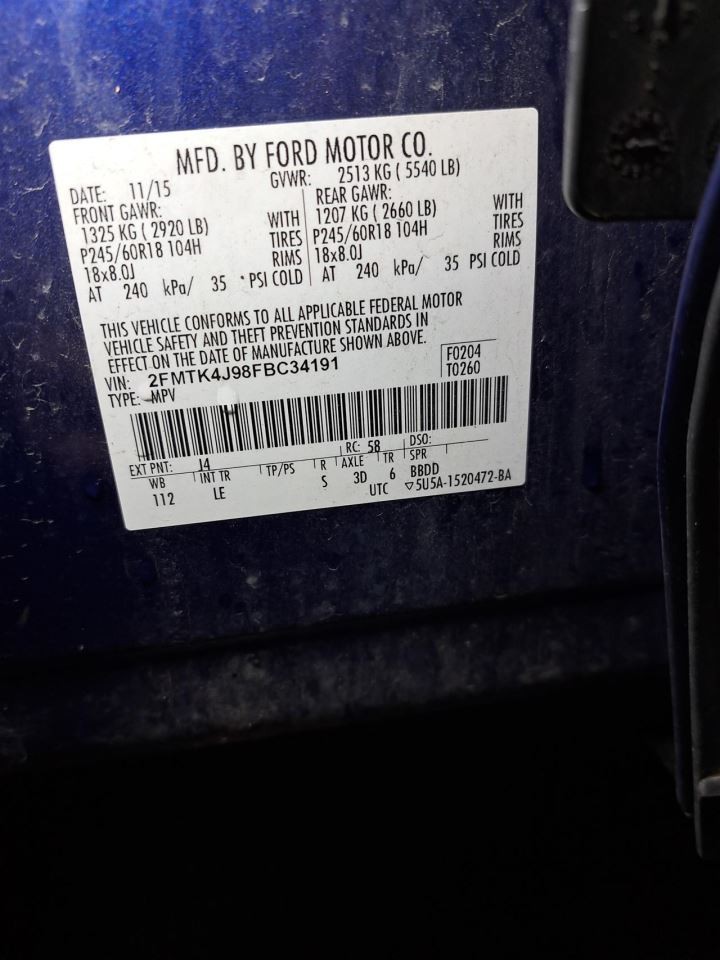 MFD. BY FORD MOTOR CO.
DATE: 11/15 GVWR: 2513 KG ( 5540 LB)
FRONT GAWR: REAR GAWR:
1325 KG ( 2920 LB) WITH 1207 KG ( 2660 LB) WITH
P245/60R18 104H TIRES P245/60R18 104H TIRES
18x8.0J RIMS 18x8.0J RIMS
AT 240 kPa/ 35 PSI COLD AT 240 kPa/ 35 PSI COLD
THIS VEHICLE CONFORMS TO ALL APPLICABLE FEDERAL MOTOR
VEHICLE SAFETY AND THEFT PREVENTION STANDARDS IN
EFFECT ON THE DATE OF MANUFACTURE SHOWN ABOVE.
VIN: 2FMTK4J98FBC34191 F0204
TYPE: MPV T0260
EXT PNT: J4 RC: 58 DSO:
WB INT TR TP/PS R AXLE TR SPR
112 LE S 3D 6 BBDD
UTC ▽5U5A-1520472-BA